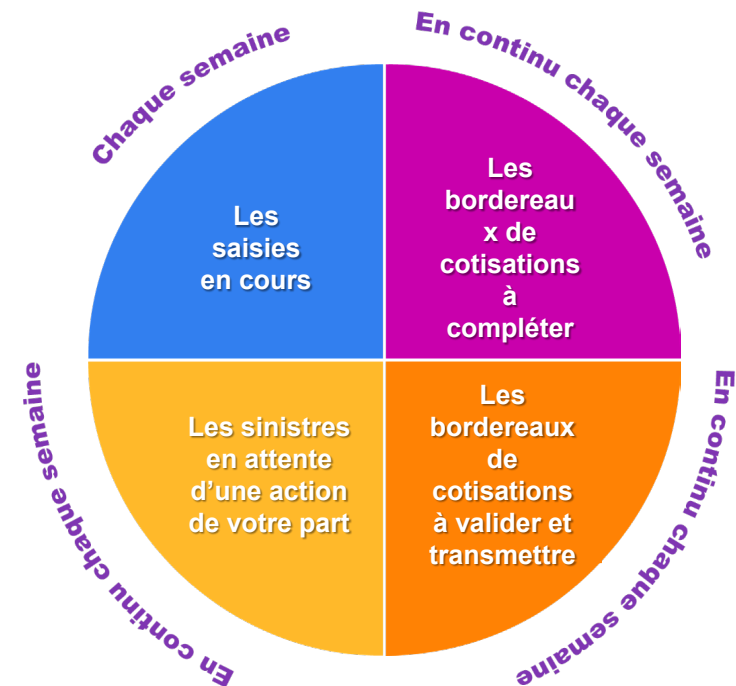 Chaque semaine
En continu chaque semaine
Les
saisies
en cours
Les
bordereau
x de
cotisations
à
compléter
Les sinistres
en attente
d’une action
de votre part
Les
bordereaux
de
cotisations
à valider et
transmettre
En continu chaque semaine
En continu chaque semaine